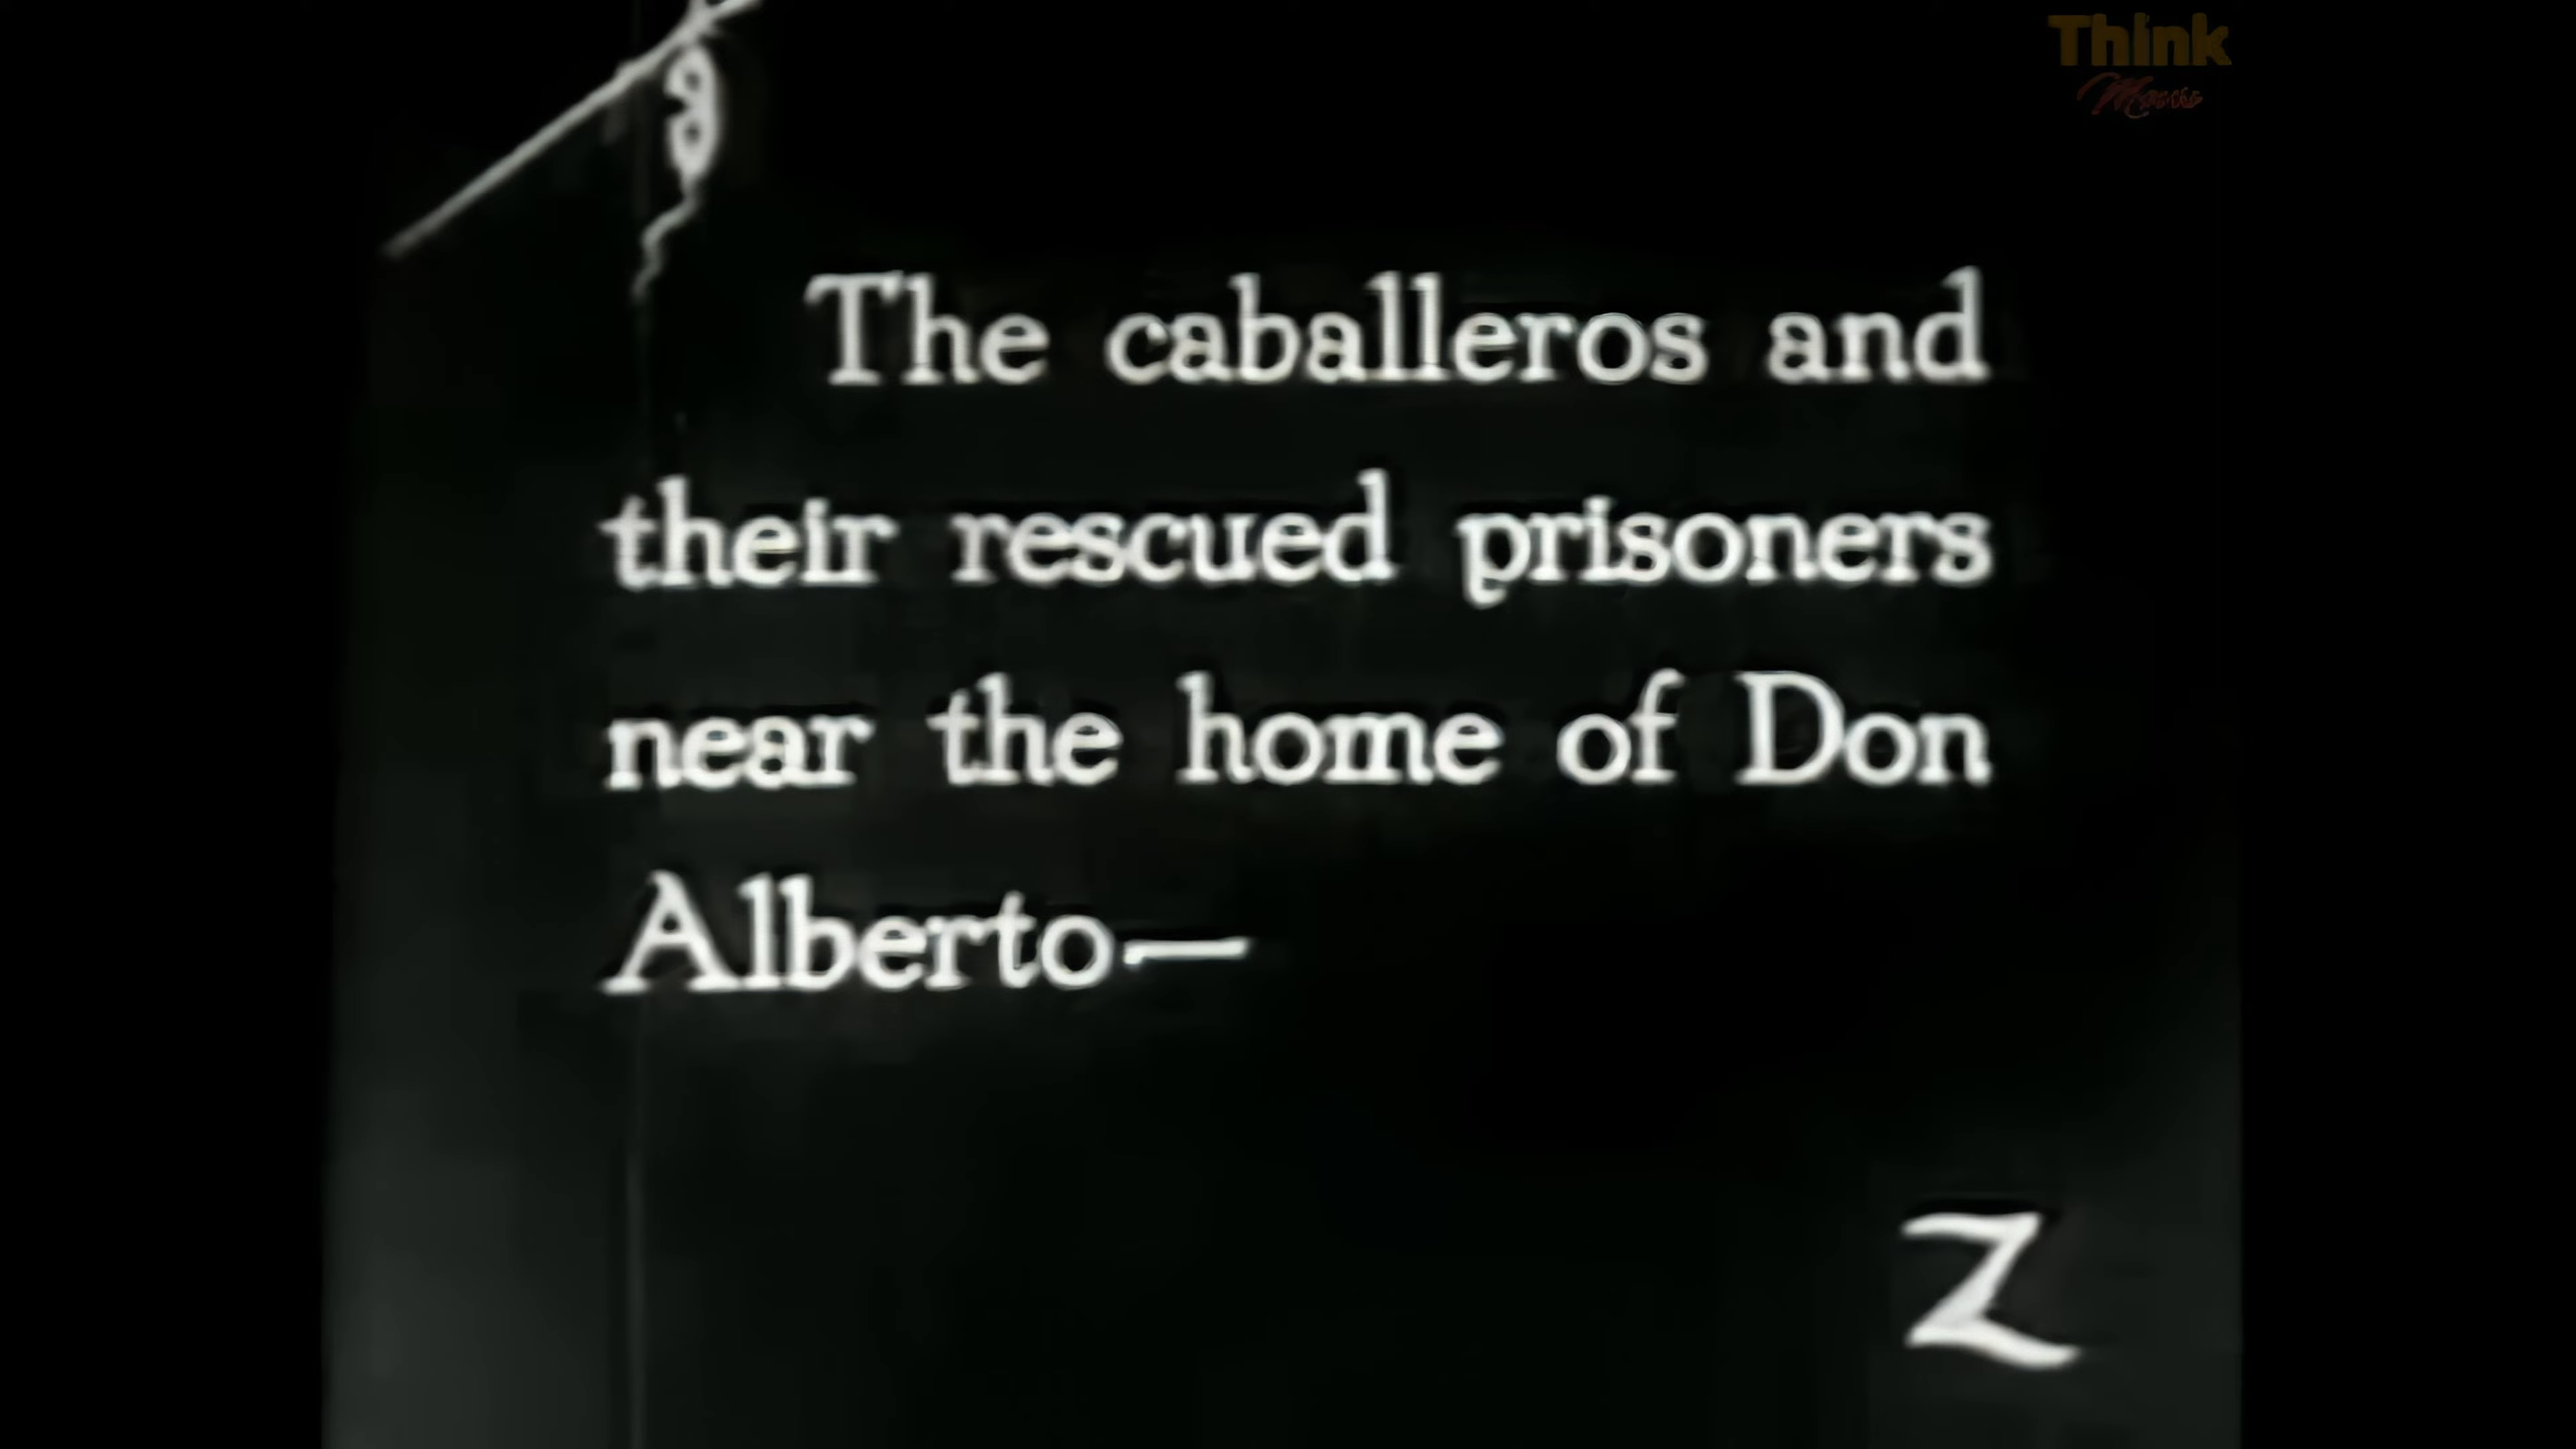 Think
The caballeros and
their rescued prisoners
near the home of Don
Alberto—
Z